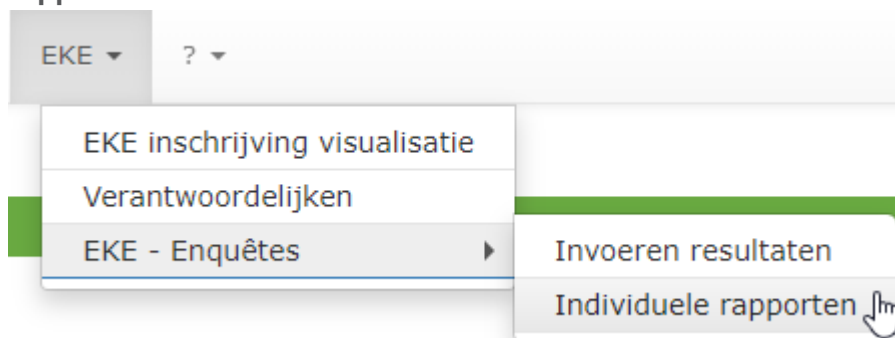 EKE ?
EKE inschrijving visualisatie
Verantwoordelijken
EKE - Enquêtes
Invoeren resultaten
Individuele rapporten